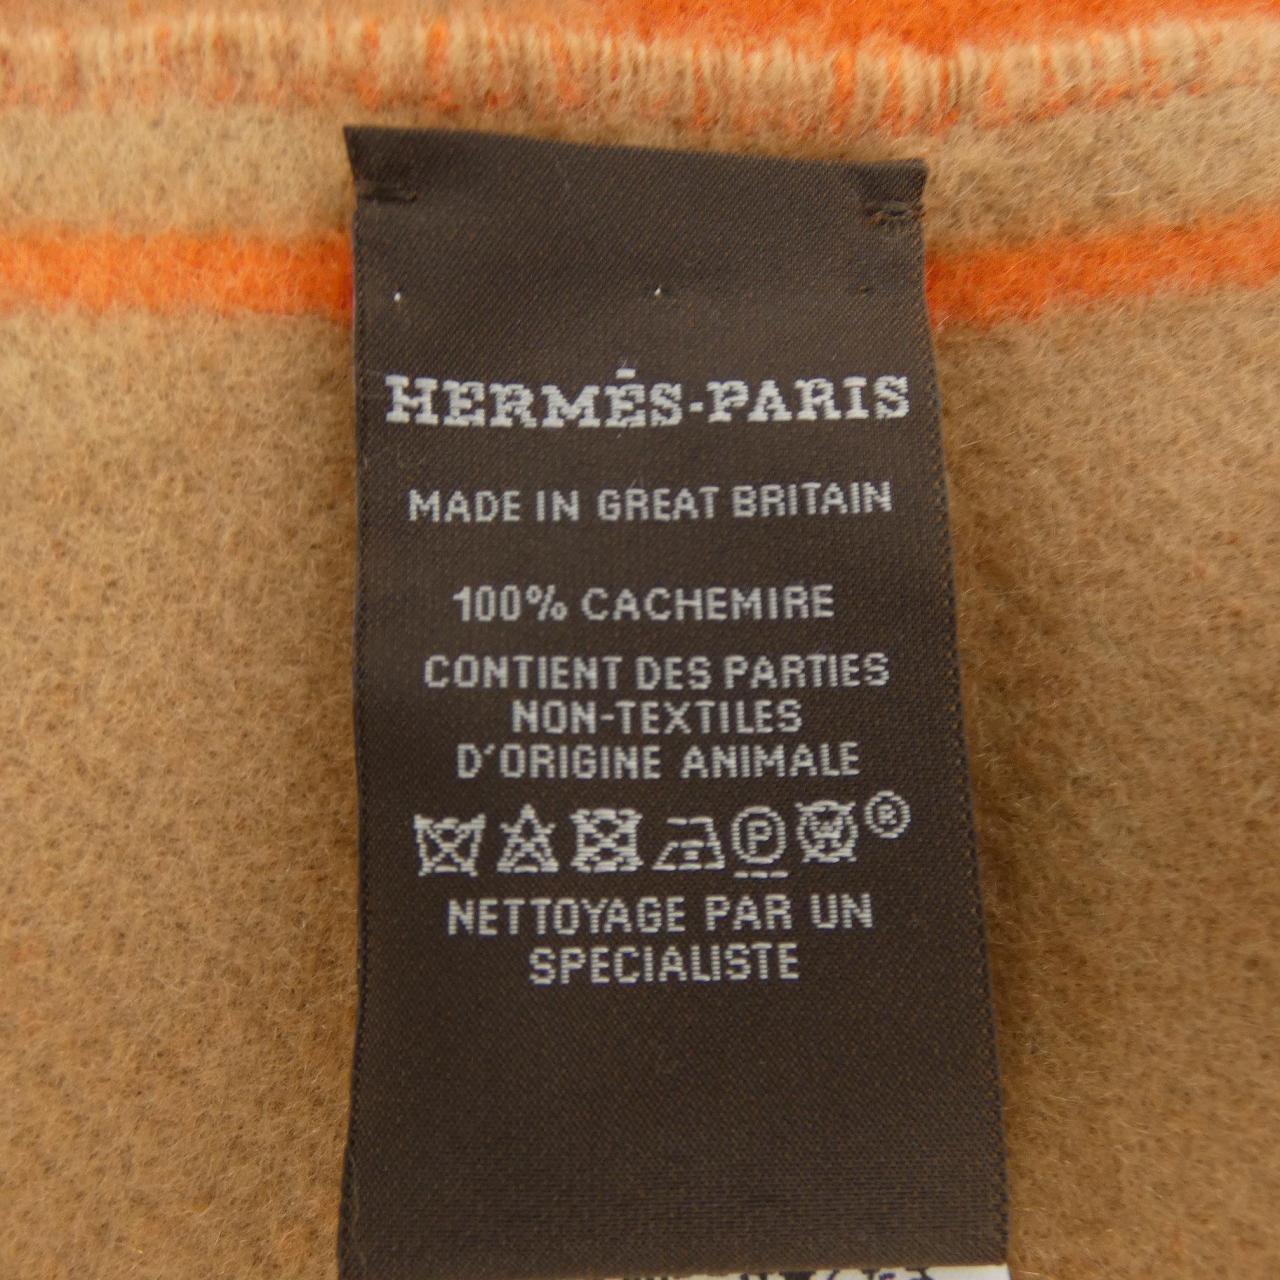 HERMÈS-PARIS
MADE IN GREAT BRITAIN
100% CACHEMIRE
CONTIENT DES PARTIES
NON-TEXTILES
D'ORIGINE ANIMALE
P W ®
NETTOYAGE PAR UN
SPECIALISTE